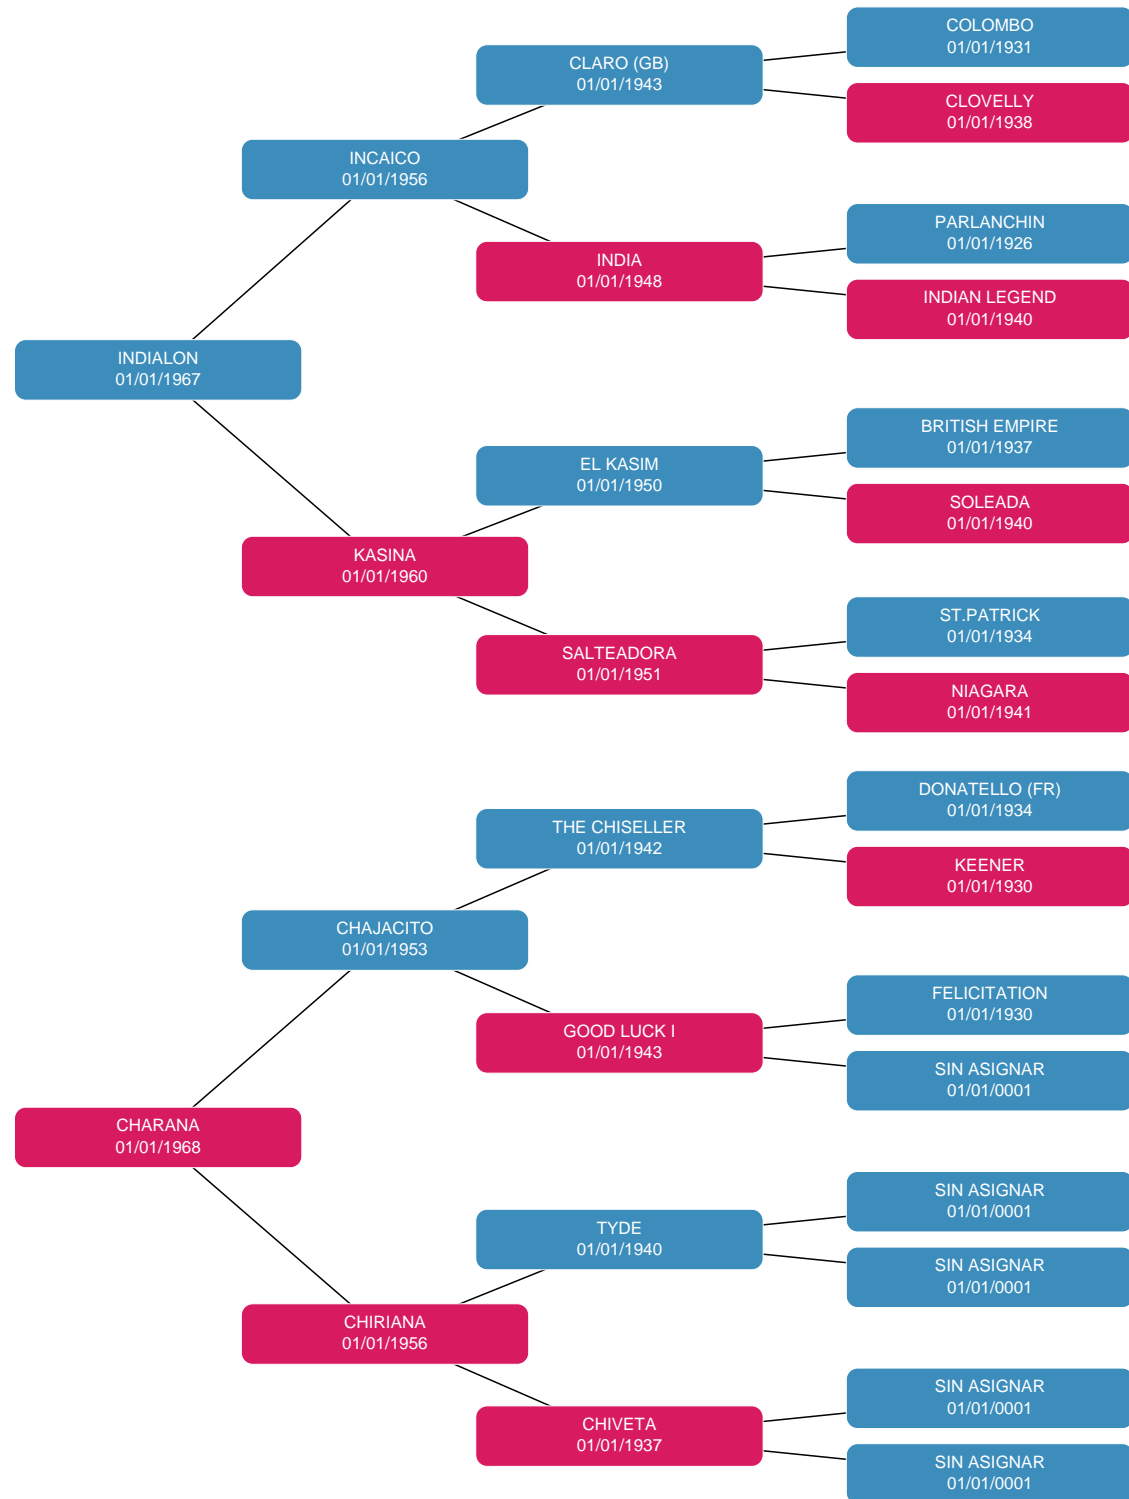 COLOMBO
01/01/1931
CLARO (GB)
01/01/1943
CLOVELLY
01/01/1938
INCAICO
01/01/1956
PARLANCHIN
01/01/1926
INDIA
01/01/1948
INDIAN LEGEND
01/01/1940
INDIALON
01/01/1967
BRITISH EMPIRE
01/01/1937
EL KASIM
01/01/1950
SOLEADA
01/01/1940
KASINA
01/01/1960
ST.PATRICK
01/01/1934
SALTEADORA
01/01/1951
NIAGARA
01/01/1941
DONATELLO (FR)
01/01/1934
THE CHISELLER
01/01/1942
KEENER
01/01/1930
CHAJACITO
01/01/1953
FELICITATION
01/01/1930
GOOD LUCK I
01/01/1943
SIN ASIGNAR
01/01/0001
CHARANA
01/01/1968
SIN ASIGNAR
01/01/0001
TYDE
01/01/1940
SIN ASIGNAR
01/01/0001
CHIRIANA
01/01/1956
SIN ASIGNAR
01/01/0001
CHIVETA
01/01/1937
SIN ASIGNAR
01/01/0001